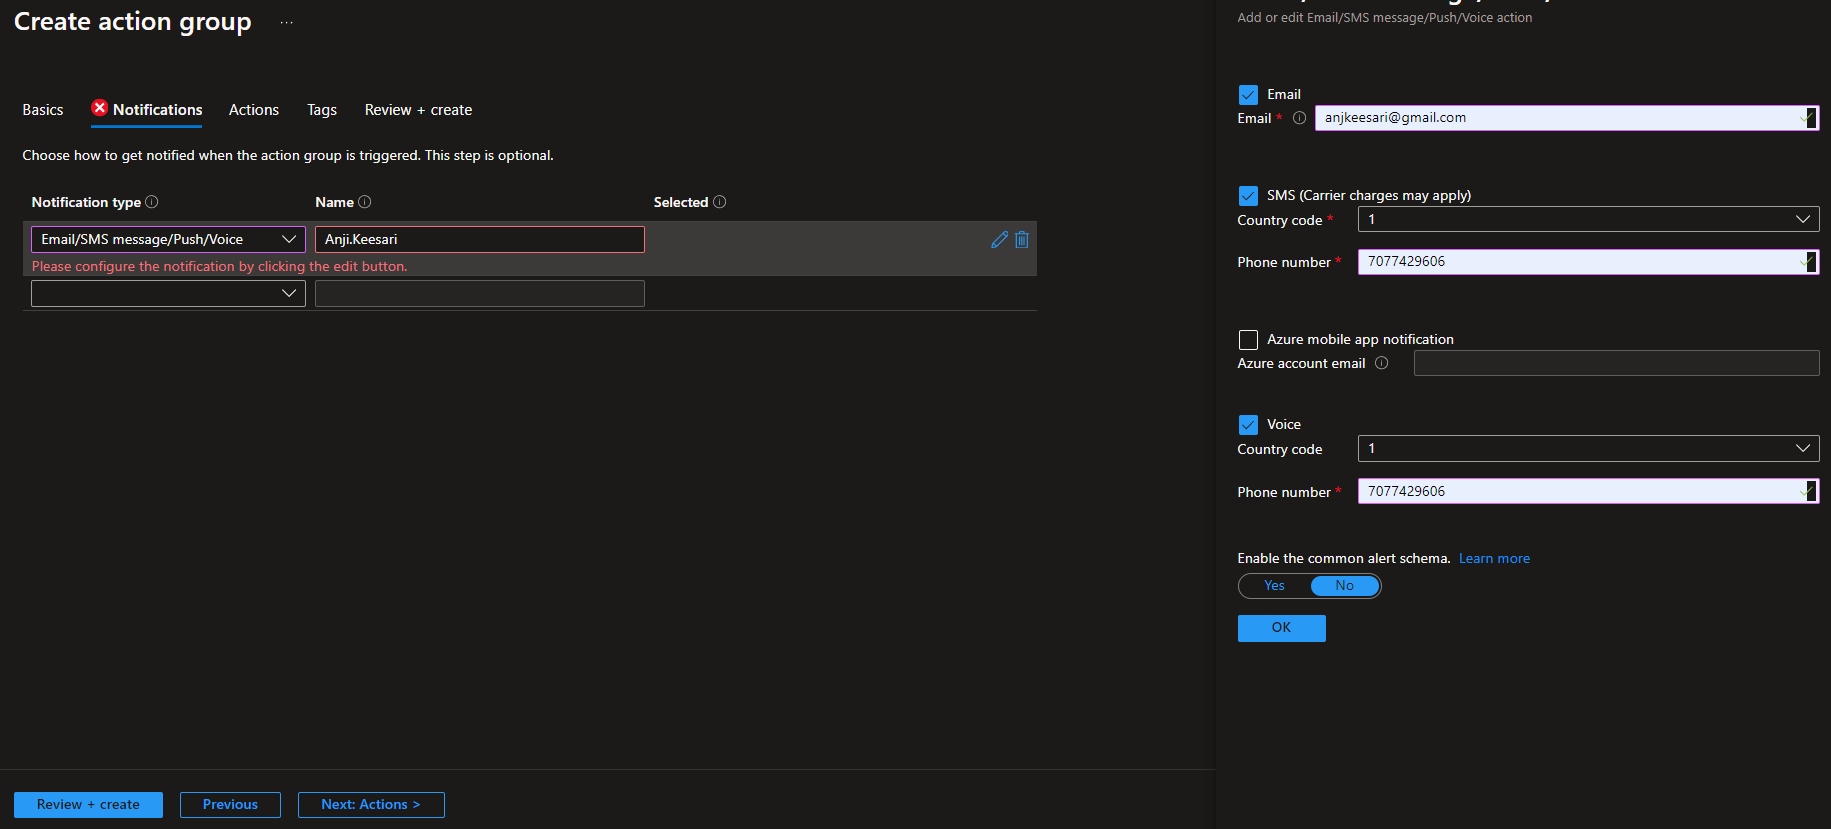 Create action group
...
Basics
Notifications
Actions
Tags
Review + create
Choose how to get notified when the action group is triggered. This step is optional.
Notification type
Name
Selected
Email/SMS message/Push/Voice
Anji.Keesari
Please configure the notification by clicking the edit button.
Review + create
Previous
Next: Actions >
Add or edit Email/SMS message/Push/Voice action
Email
Email *
anjkeesari@gmail.com
SMS (Carrier charges may apply)
Country code *
1
Phone number *
7077429606
Azure mobile app notification
Azure account email
Voice
Country code
1
Phone number *
7077429606
Enable the common alert schema. Learn more
Yes
No
OK